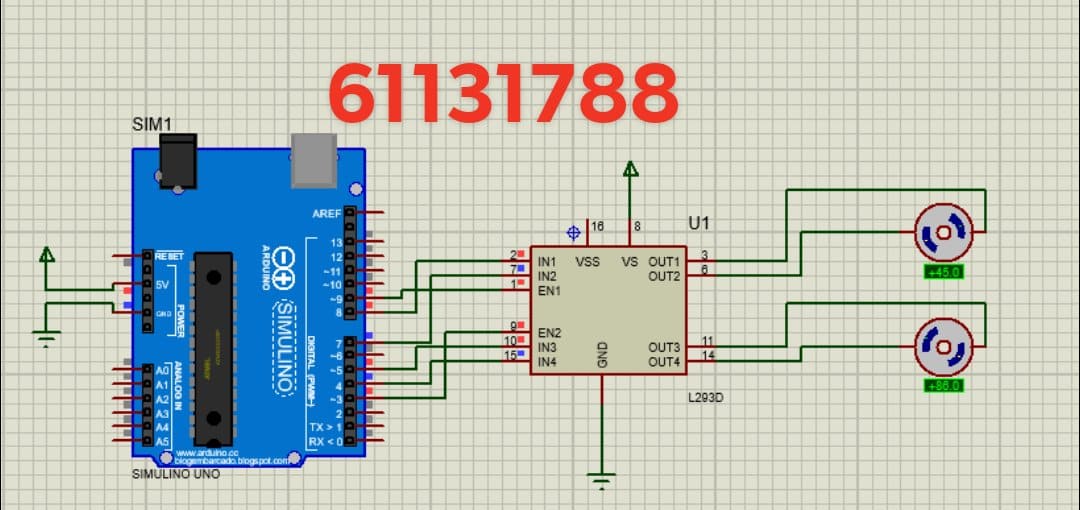 61131788
SIM1
AREF
13
12
~11
~10
~9
8
RESET
5V
GND
POWER
ARDUINO
SIMULINO
DIGITAL (PWM~)
7
~6
~5
4
~3
2
TX > 1
RX < 0
ANALOG IN
A0
A1
A2
A3
A4
A5
www.arduino.cc
blogembarcado.blogspot.com
SIMULINO UNO
U1
16
8
2
7
1
9
10
15
IN1
IN2
EN1
EN2
IN3
IN4
VSS
VS
GND
OUT1
OUT2
OUT3
OUT4
3
6
11
14
L293D
+45.0
+86.0